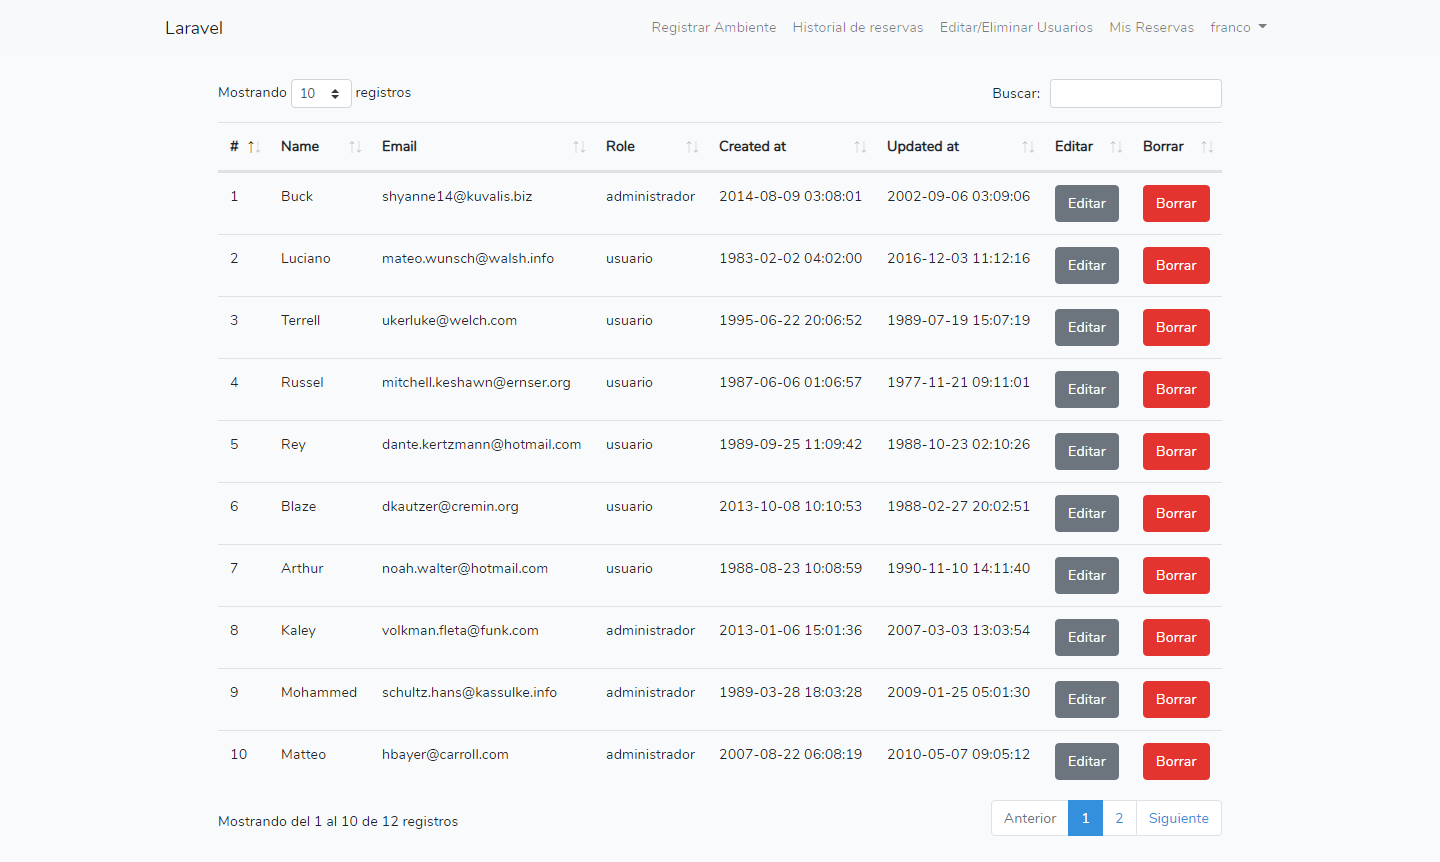 Laravel Registrar Ambiente Historial de reservas Editar/Eliminar Usuarios Mis Reservas franco
Mostrando 10 registros Buscar:
# Name Email Role Created at Updated at Editar Borrar
1 Buck shyanne14@kuvalis.biz administrador 2014-08-09 03:08:01 2002-09-06 03:09:06 Editar Borrar
2 Luciano mateo.wunsch@walsh.info usuario 1983-02-02 04:02:00 2016-12-03 11:12:16 Editar Borrar
3 Terrell ukerluke@welch.com usuario 1995-06-22 20:06:52 1989-07-19 15:07:19 Editar Borrar
4 Russel mitchell.keshawn@ernser.org usuario 1987-06-06 01:06:57 1977-11-21 09:11:01 Editar Borrar
5 Rey dante.kertzmann@hotmail.com usuario 1989-09-25 11:09:42 1988-10-23 02:10:26 Editar Borrar
6 Blaze dkautzer@cremin.org usuario 2013-10-08 10:10:53 1988-02-27 20:02:51 Editar Borrar
7 Arthur noah.walter@hotmail.com usuario 1988-08-23 10:08:59 1990-11-10 14:11:40 Editar Borrar
8 Kaley volkman.fleta@funk.com administrador 2013-01-06 15:01:36 2007-03-03 13:03:54 Editar Borrar
9 Mohammed schultz.hans@kassulke.info administrador 1989-03-28 18:03:28 2009-01-25 05:01:30 Editar Borrar
10 Matteo hbayer@carroll.com administrador 2007-08-22 06:08:19 2010-05-07 09:05:12 Editar Borrar
Mostrando del 1 al 10 de 12 registros Anterior 1 2 Siguiente